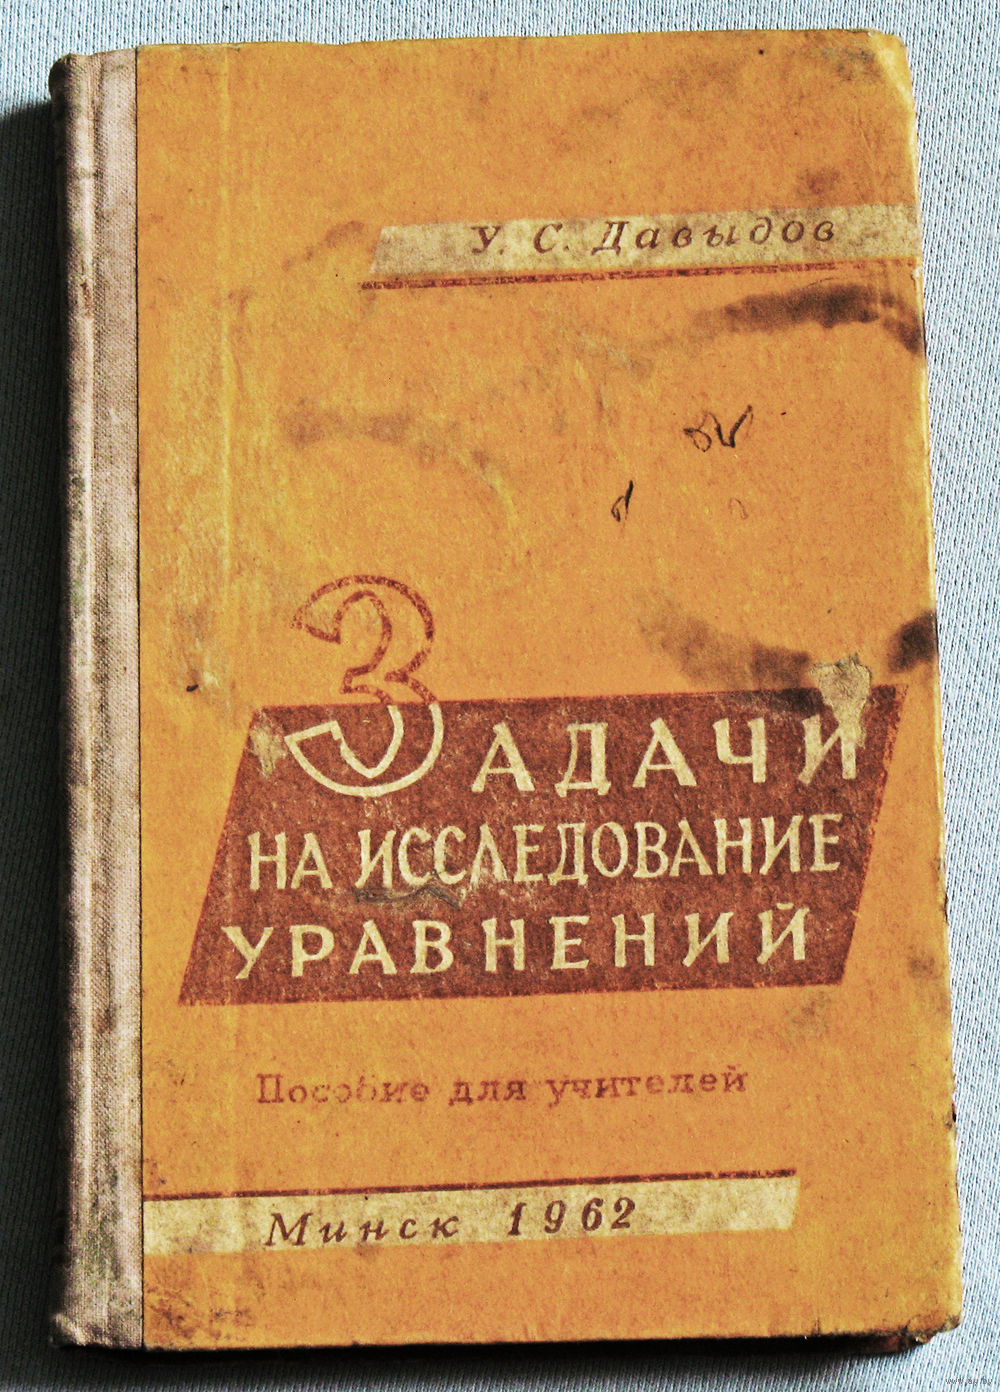 У. С. Давыдов
ЗАДАЧИ
НА ИССЛЕДОВАНИЕ
УРАВНЕНИЙ
Пособие для учителей
Минск 1962